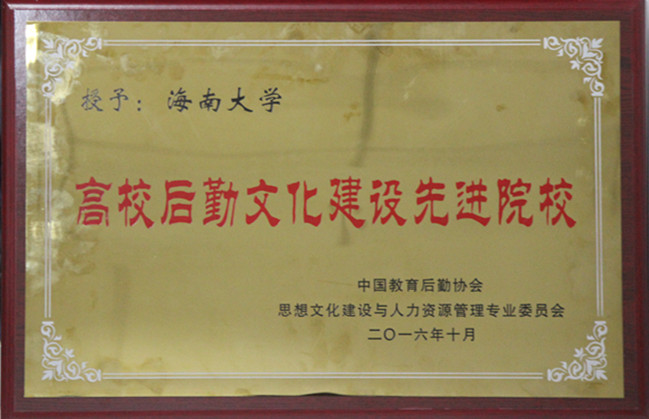 授予：海南大学
高校后勤文化建设先进院校
中国教育后勤协会
思想文化建设与人力资源管理专业委员会
二〇一六年十月